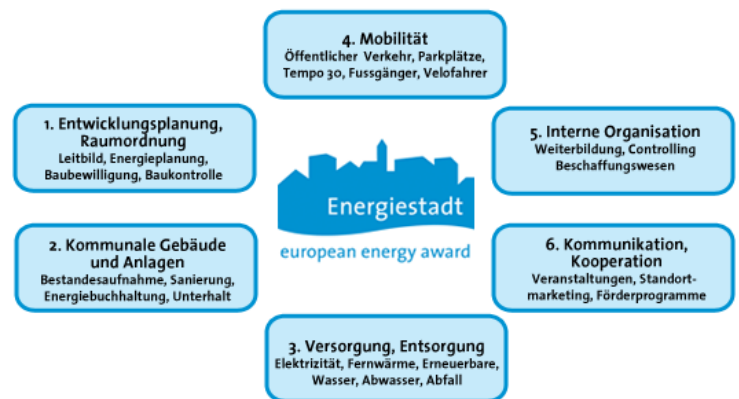 4. Mobilität
Öffentlicher Verkehr, Parkplätze,
Tempo 30, Fussgänger, Velofahrer
1. Entwicklungsplanung,
Raumordnung
Leitbild, Energieplanung,
Baubewilligung, Baukontrolle
5. Interne Organisation
Weiterbildung, Controlling
Beschaffungswesen
Energiestadt
european energy award
2. Kommunale Gebäude
und Anlagen
Bestandesaufnahme, Sanierung,
Energiebuchhaltung, Unterhalt
6. Kommunikation,
Kooperation
Veranstaltungen, Standort-
marketing, Förderprogramme
3. Versorgung, Entsorgung
Elektrizität, Fernwärme, Erneuerbare,
Wasser, Abwasser, Abfall